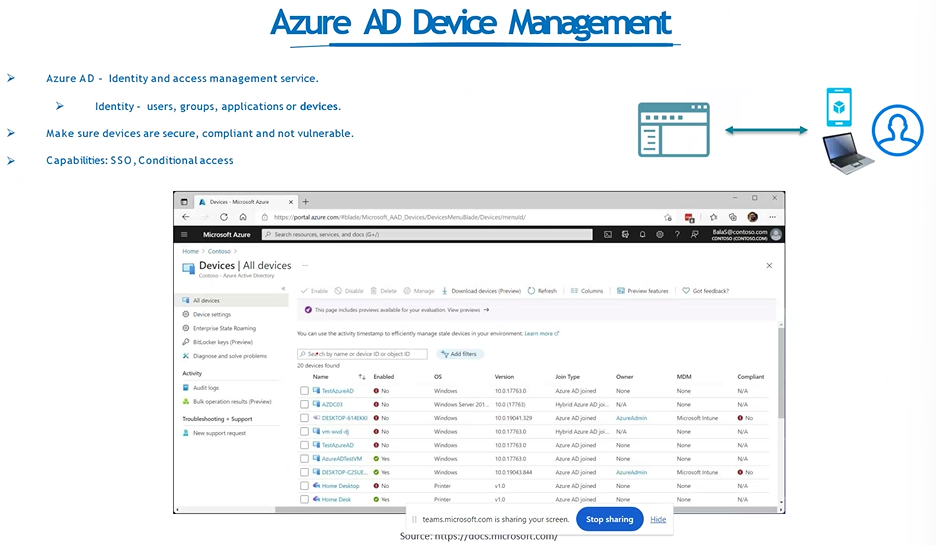 Azure AD Device Management
Azure AD - Identity and access management service.
Identity - users, groups, applications or devices.
Make sure devices are secure, compliant and not vulnerable.
Capabilities: SSO, Conditional access
Devices - Microsoft Azure
https://portal.azure.com/#blade/Microsoft_AAD_Devices/DevicesMenuBlade/Devices/menuId/
Microsoft Azure
Search resources, services, and docs (G+/)
BalaS@contoso.com
CONTOSO (CONTOSO.COM)
Home > Contoso >
Devices | All devices
Contoso - Azure Active Directory
All devices
Device settings
Enterprise State Roaming
BitLocker keys (Preview)
Diagnose and solve problems
Activity
Audit logs
Bulk operation results (Preview)
Troubleshooting + Support
New support request
Enable Disable Delete Manage Download devices (Preview) Refresh Columns Preview features Got feedback?
This page includes previews available for your evaluation. View previews
You can use the activity timestamp to efficiently manage stale devices in your environment. Learn more
Search by name or device ID or object ID Add filters
20 devices found
Name Enabled OS Version Join Type Owner MDM Compliant
TestAzureAD No Windows 10.0.17763.0 Azure AD joined None None N/A
AZDC03 No Windows Server 201... 10.0 (17763) Hybrid Azure AD joi... N/A None N/A
DESKTOP-614EKKI No Windows 10.0.19041.329 Azure AD joined AzureAdmin Microsoft Intune No
vm-wvd-dj No Windows 10.0.17763.0 Hybrid Azure AD joi... N/A None N/A
TestAzureAD No Windows 10.0.17763.0 Azure AD joined None None N/A
AzureADTestVM Yes Windows 10.0.17763.0 Azure AD joined None None N/A
DESKTOP-C25UE... Yes Windows 10.0.19043.844 Azure AD joined AzureAdmin Microsoft Intune No
Home Desktop No Printer v1.0 Azure AD joined None None N/A
Home Desk Yes Printer v1.0 Azure AD joined None None N/A
teams.microsoft.com is sharing your screen. Stop sharing Hide
Source: https://docs.microsoft.com/